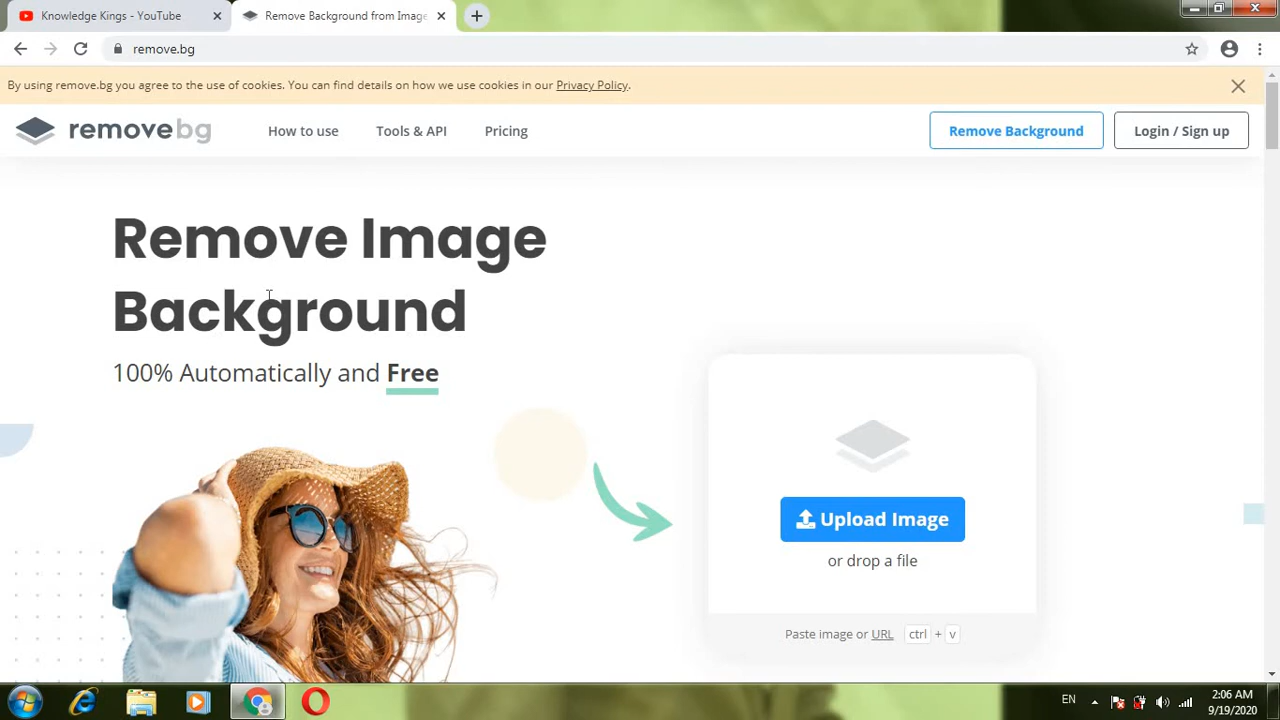 Knowledge Kings - YouTube
Remove Background from Image
remove.bg
By using remove.bg you agree to the use of cookies. You can find details on how we use cookies in our Privacy Policy.
removebg
How to use
Tools & API
Pricing
Remove Background
Login / Sign up
Remove Image
Background
100% Automatically and Free
Upload Image
or drop a file
Paste image or URL ctrl + v
EN
2:06 AM
9/19/2020